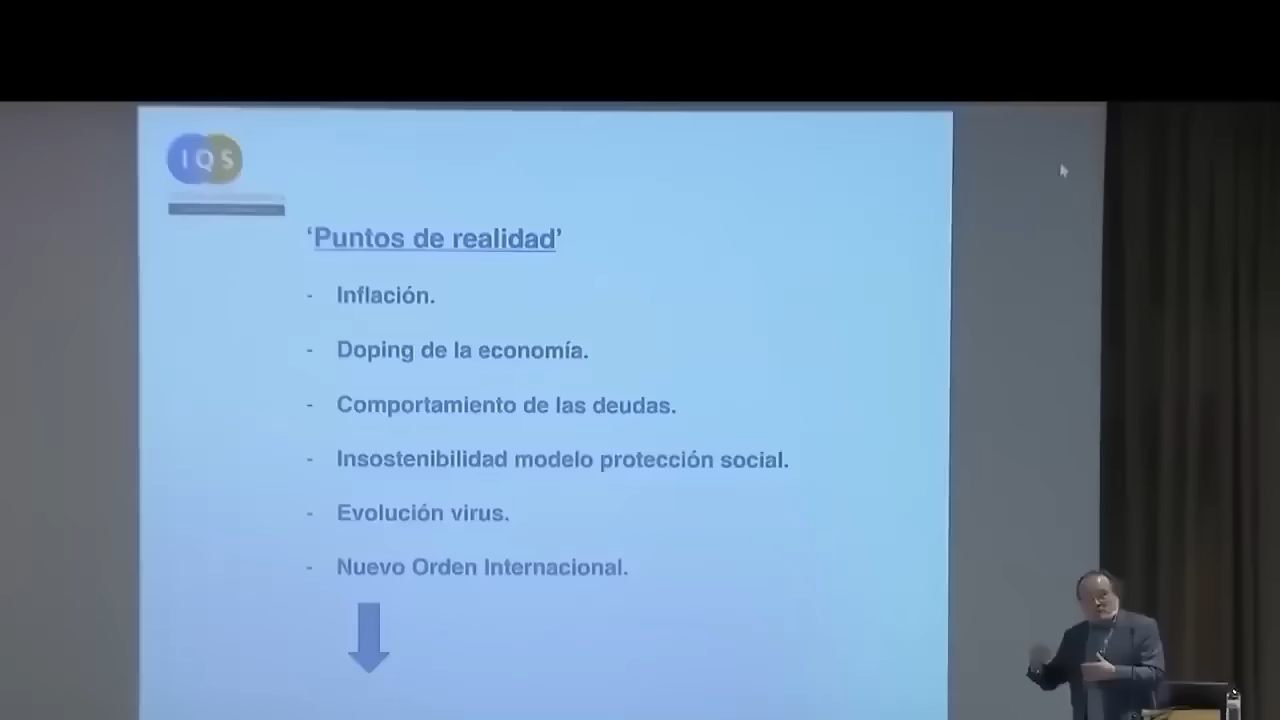 IQS
‘Puntos de realidad’
- Inflación.
- Doping de la economía.
- Comportamiento de las deudas.
- Insostenibilidad modelo protección social.
- Evolución virus.
- Nuevo Orden Internacional.